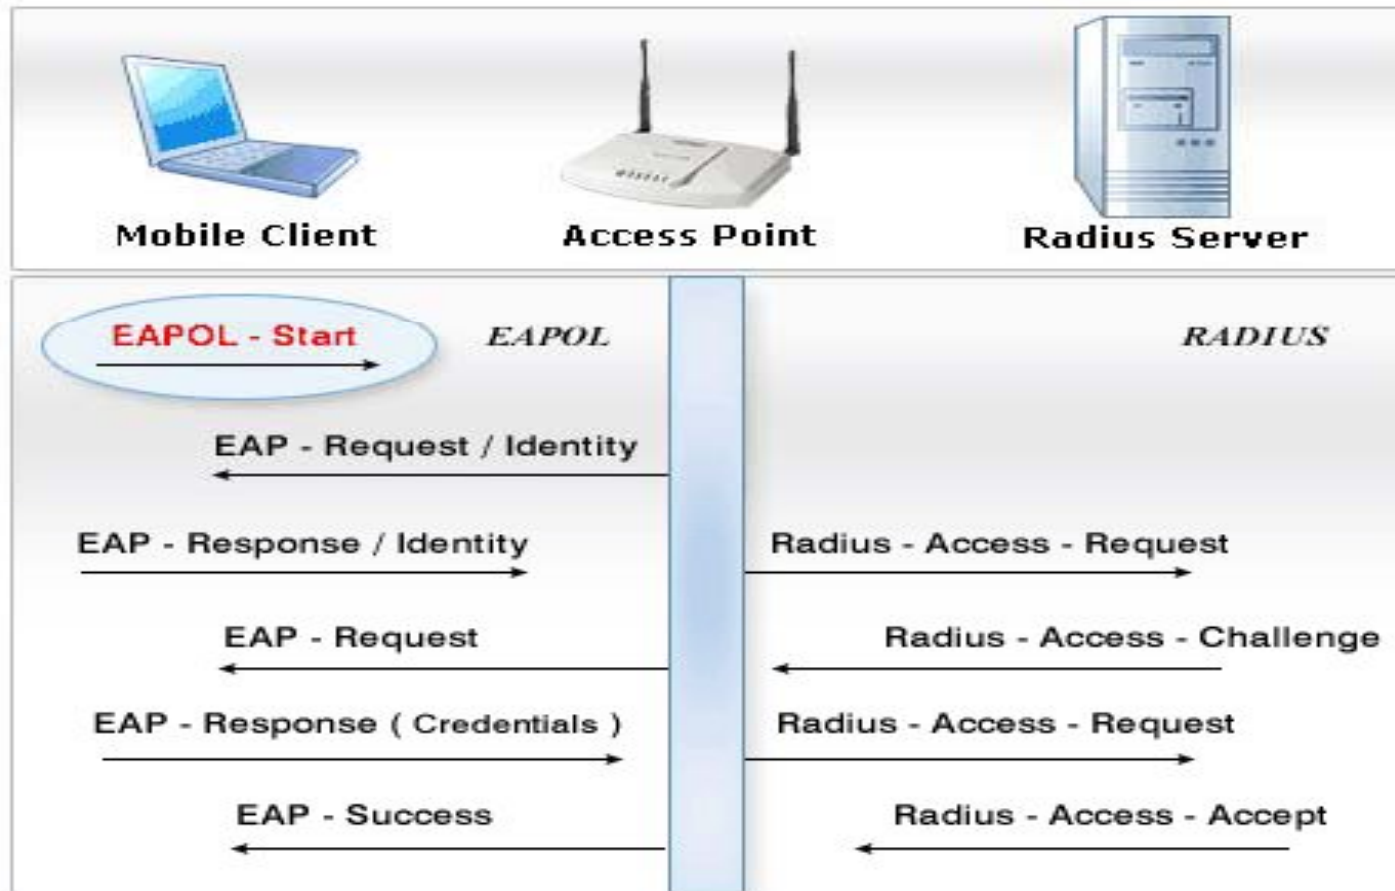 Mobile Client
Access Point
Radius Server
EAPOL - Start
EAPOL
RADIUS
EAP - Request / Identity
EAP - Response / Identity
Radius - Access - Request
EAP - Request
Radius - Access - Challenge
EAP - Response ( Credentials )
Radius - Access - Request
EAP - Success
Radius - Access - Accept